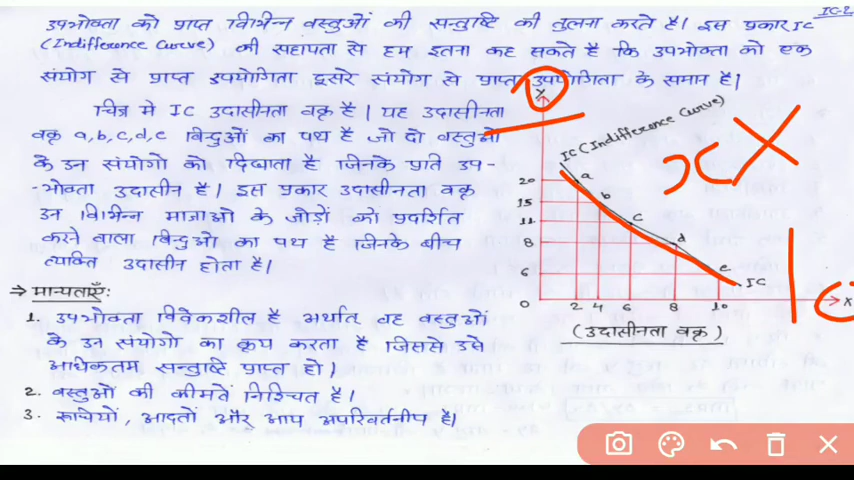 IC-2
उपभोक्ता को प्राप्त विभिन्न वस्तुओं की सन्तुष्टि की तुलना करते है। इस प्रकार IC
(Indifference Curve) की सहायता से हम इतना कह सकते है कि उपभोक्ता को एक
संयोग से प्राप्त उपयोगिता दूसरे संयोग से प्राप्त उपयोगिता के समान है।
चित्र मे IC उदासीनता वक्र है। यह उदासीनता
वक्र a,b,c,d,e बिन्दुओं का पथ है जो दो वस्तुओ
के उन संयोगो को दिखाता है जिनके प्रति उप-
-भोक्ता उदासीन है। इस प्रकार उदासीनता वक्र
उन विभिन्न मात्राओ के जोड़ों को प्रदर्शित
करने वाला बिन्दुओ का पथ है जिनके बीच
व्यक्ति उदासीन होता है।
→ मान्यताएँ:
1. उपभोक्ता विवेकशील है अर्थात् वह वस्तुओं
के उन संयोगो का क्रय करता है जिससे उसे
अधिकतम सन्तुष्टि प्राप्त हो।
2. वस्तुओं की कीमतें निश्चित है।
3. रूचियों, आदतों और आय अपरिवर्तनीय है।
Y
IC (Indifference Curve)
20
15
11
8
6
0
a
b
c
d
e
IC
2 4 6 8 10
X
(उदासीनता वक्र)
x